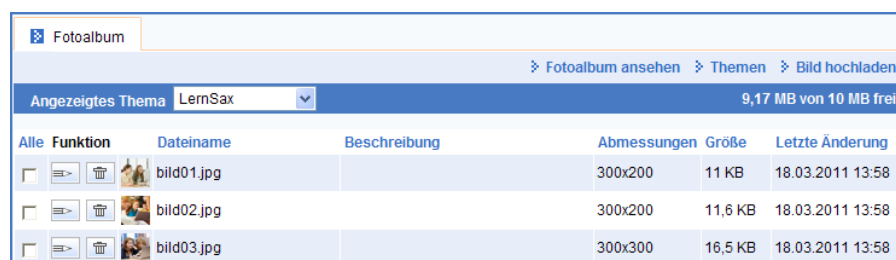 Fotoalbum
Fotoalbum ansehen Themen Bild hochladen
Angezeigtes Thema LernSax 9,17 MB von 10 MB frei
Alle Funktion Dateiname Beschreibung Abmessungen Größe Letzte Änderung
bild01.jpg 300x200 11 KB 18.03.2011 13:58
bild02.jpg 300x200 11,6 KB 18.03.2011 13:58
bild03.jpg 300x300 16,5 KB 18.03.2011 13:58